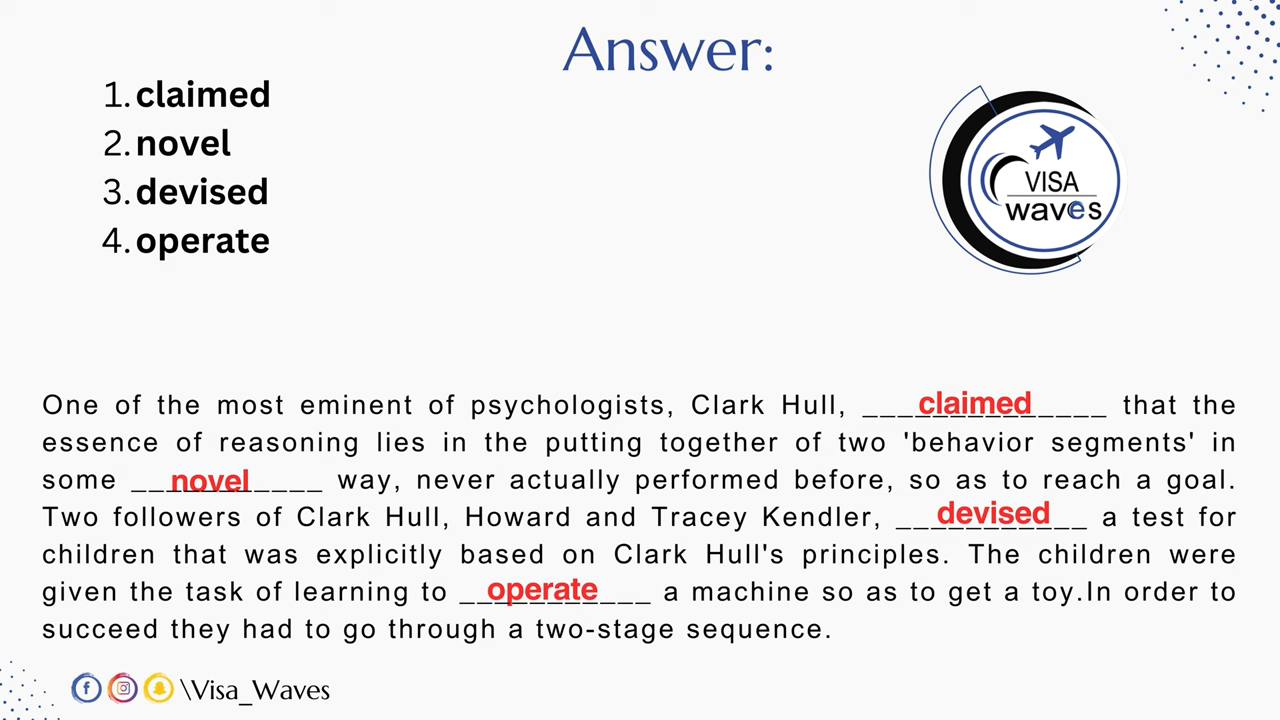 Answer:
1. claimed
2. novel
3. devised
4. operate
VISA
waves
One of the most eminent of psychologists, Clark Hull, ___claimed___ that the
essence of reasoning lies in the putting together of two 'behavior segments' in
some ___novel___ way, never actually performed before, so as to reach a goal.
Two followers of Clark Hull, Howard and Tracey Kendler, ___devised___ a test for
children that was explicitly based on Clark Hull's principles. The children were
given the task of learning to ___operate___ a machine so as to get a toy.In order to
succeed they had to go through a two-stage sequence.
\Visa_Waves